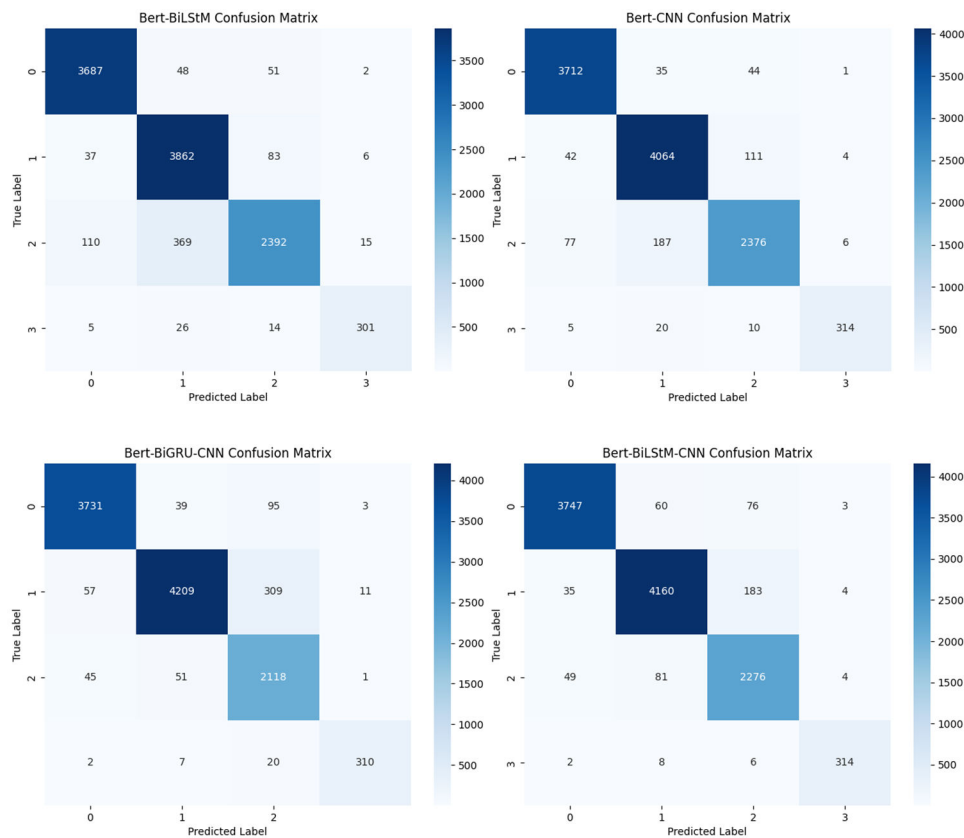 Bert-BiLStM Confusion Matrix
0 3687 48 51 2
1 37 3862 83 6
2 110 369 2392 15
3 5 26 14 301
0 1 2 3
Predicted Label
True Label
3500
3000
2500
2000
1500
1000
500
Bert-CNN Confusion Matrix
0 3712 35 44 1
1 42 4064 111 4
2 77 187 2376 6
3 5 20 10 314
0 1 2 3
Predicted Label
True Label
4000
3500
3000
2500
2000
1500
1000
500
Bert-BiGRU-CNN Confusion Matrix
0 3731 39 95 3
1 57 4209 309 11
2 45 51 2118 1
2 7 20 310
0 1 2
Predicted Label
True Label
4000
3500
3000
2500
2000
1500
1000
500
Bert-BiLStM-CNN Confusion Matrix
0 3747 60 76 3
1 35 4160 183 4
2 49 81 2276 4
3 2 8 6 314
0 1 2 3
Predicted Label
True Label
4000
3500
3000
2500
2000
1500
1000
500